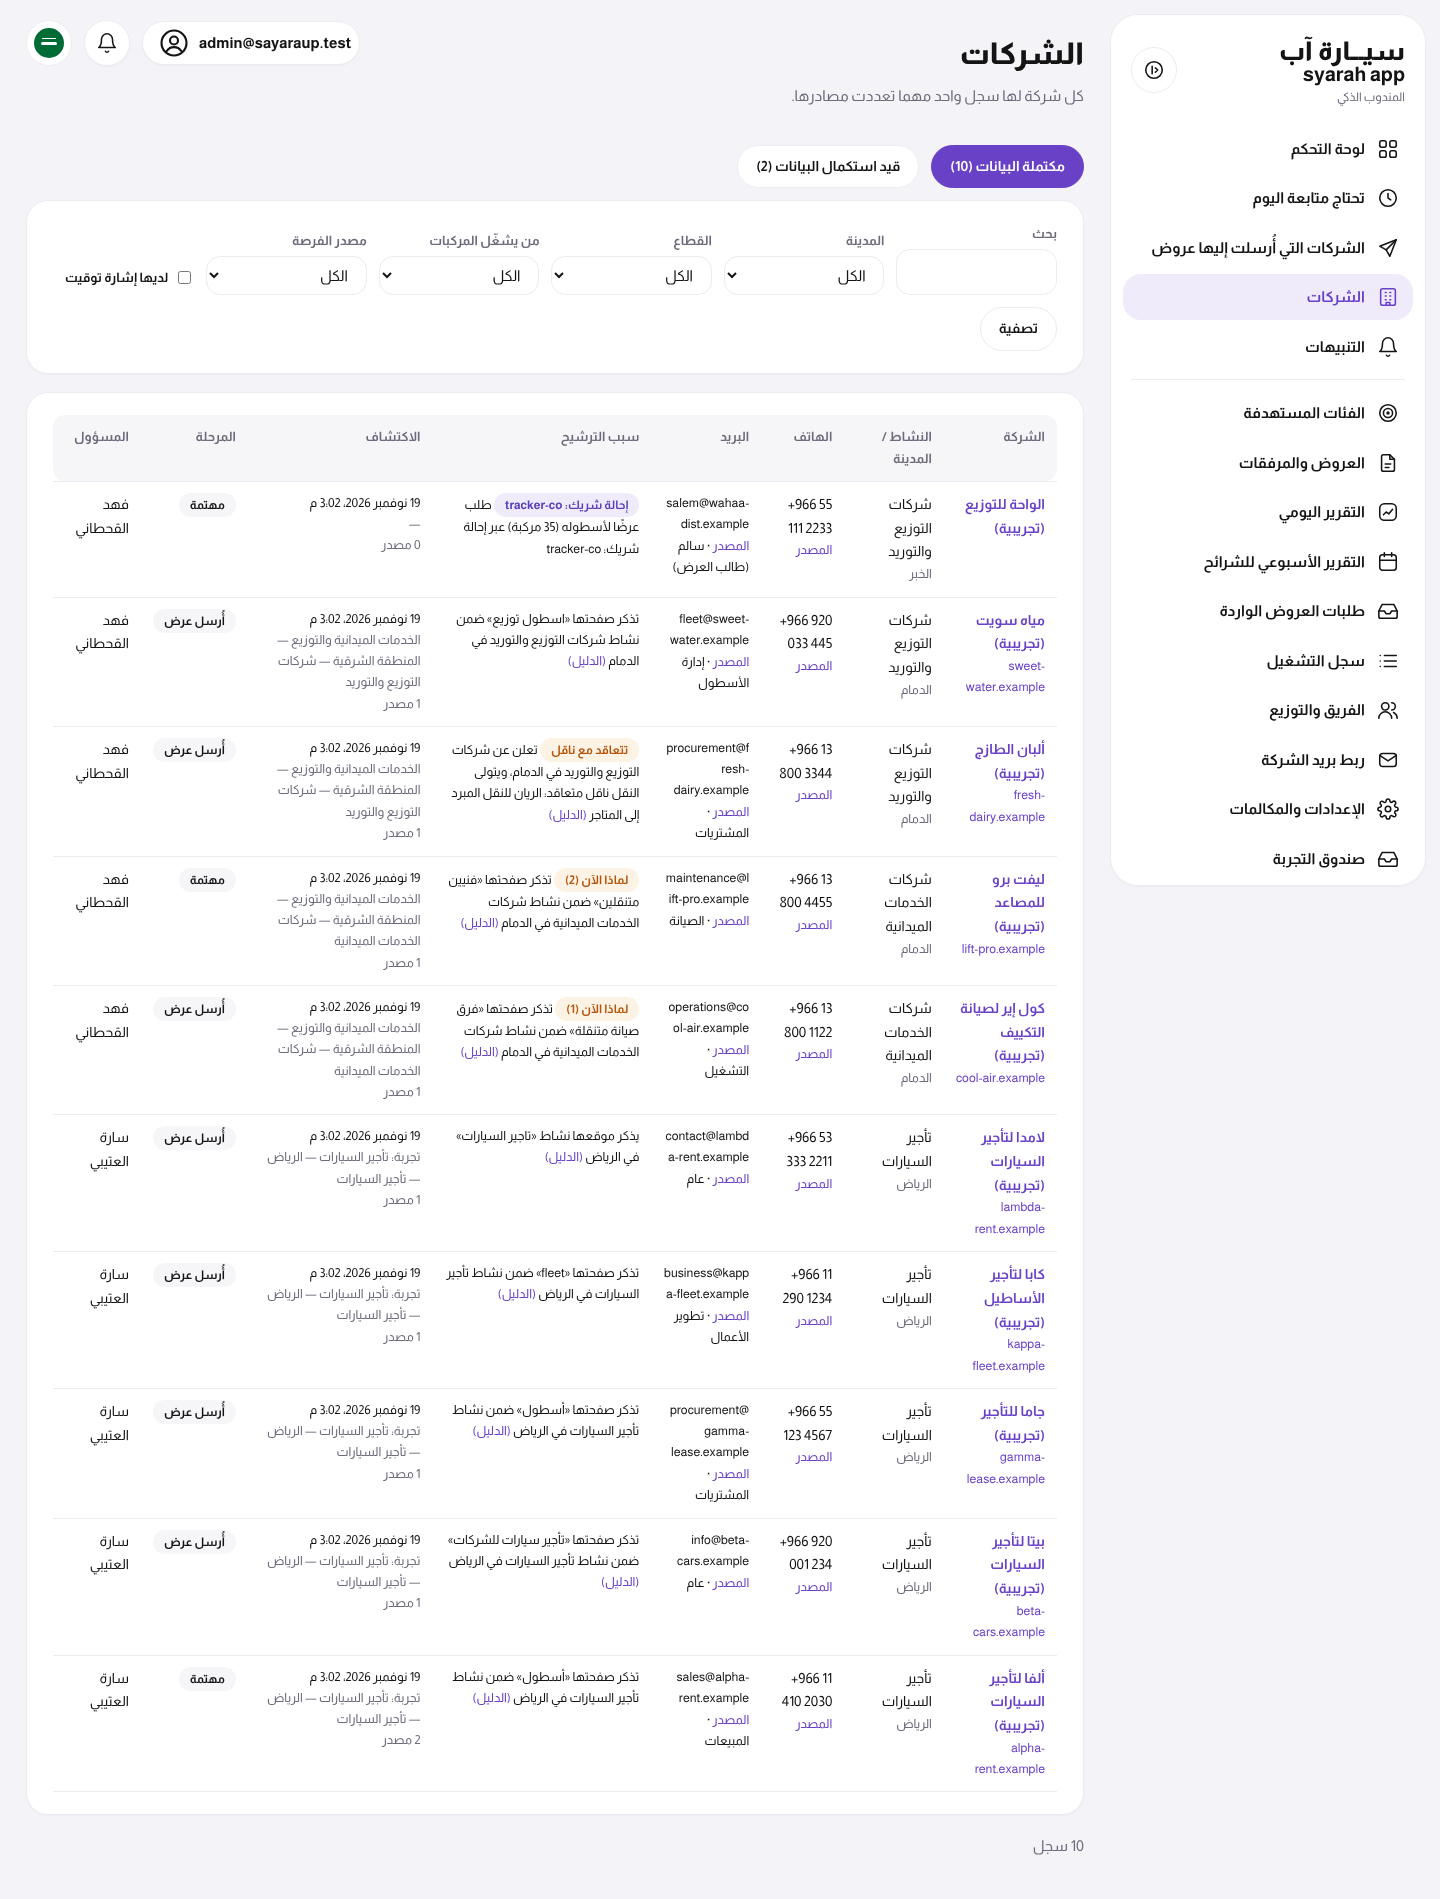 سيـارة آب
syarah app
المندوب الذكي
لوحة التحكم
تحتاج متابعة اليوم
الشركات التي أُرسلت إليها عروض
الشركات
التنبيهات
الفئات المستهدفة
العروض والمرفقات
التقرير اليومي
التقرير الأسبوعي للشرائح
طلبات العروض الواردة
سجل التشغيل
الفريق والتوزيع
ربط بريد الشركة
الإعدادات والمكالمات
صندوق التجربة
admin@sayaraup.test
الشركات
كل شركة لها سجل واحد مهما تعددت مصادرها.
مكتملة البيانات (10)
قيد استكمال البيانات (2)
بحث
المدينة
القطاع
من يشغّل المركبات
مصدر الفرصة
الكل
الكل
الكل
الكل
لديها إشارة توقيت
تصفية
الشركة
النشاط /
المدينة
الهاتف
البريد
سبب الترشيح
الاكتشاف
المرحلة
المسؤول
الواحة للتوزيع
(تجريبية)
شركات
التوزيع
والتوريد
الخبر
+966 55
111 2233
المصدر
salem@wahaa-
dist.example
المصدر · سالم
(طالب العرض)
إحالة شريك: tracker-co طلب
عرضًا لأسطوله (35 مركبة) عبر إحالة
شريك: tracker-co
19 نوفمبر 2026، 3:02 م
—
0 مصدر
مهتمة
فهد
القحطاني
مياه سويت
(تجريبية)
sweet-
water.example
شركات
التوزيع
والتوريد
الدمام
+966 920
033 445
المصدر
fleet@sweet-
water.example
المصدر · إدارة
الأسطول
تذكر صفحتها «اسطول توزيع» ضمن
نشاط شركات التوزيع والتوريد في
الدمام (الدليل)
19 نوفمبر 2026، 3:02 م
الخدمات الميدانية والتوزيع —
المنطقة الشرقية — شركات
التوزيع والتوريد
1 مصدر
أُرسل عرض
فهد
القحطاني
ألبان الطازج
(تجريبية)
fresh-
dairy.example
شركات
التوزيع
والتوريد
الدمام
+966 13
800 3344
المصدر
procurement@f
resh-
dairy.example
المصدر ·
المشتريات
تتعاقد مع ناقل تعلن عن شركات
التوزيع والتوريد في الدمام، ويتولى
النقل ناقل متعاقد: الريان للنقل المبرد
إلى المتاجر (الدليل)
19 نوفمبر 2026، 3:02 م
الخدمات الميدانية والتوزيع —
المنطقة الشرقية — شركات
التوزيع والتوريد
1 مصدر
أُرسل عرض
فهد
القحطاني
ليفت برو
للمصاعد
(تجريبية)
lift-pro.example
شركات
الخدمات
الميدانية
الدمام
+966 13
800 4455
المصدر
maintenance@l
ift-pro.example
المصدر · الصيانة
لماذا الآن (2) تذكر صفحتها «فنيين
متنقلين» ضمن نشاط شركات
الخدمات الميدانية في الدمام (الدليل)
19 نوفمبر 2026، 3:02 م
الخدمات الميدانية والتوزيع —
المنطقة الشرقية — شركات
الخدمات الميدانية
1 مصدر
مهتمة
فهد
القحطاني
كول إير لصيانة
التكييف
(تجريبية)
cool-air.example
شركات
الخدمات
الميدانية
الدمام
+966 13
800 1122
المصدر
operations@co
ol-air.example
المصدر ·
التشغيل
لماذا الآن (1) تذكر صفحتها «فرق
صيانة متنقلة» ضمن نشاط شركات
الخدمات الميدانية في الدمام (الدليل)
19 نوفمبر 2026، 3:02 م
الخدمات الميدانية والتوزيع —
المنطقة الشرقية — شركات
الخدمات الميدانية
1 مصدر
أُرسل عرض
فهد
القحطاني
لامدا لتأجير
السيارات
(تجريبية)
lambda-
rent.example
تأجير
السيارات
الرياض
+966 53
333 2211
المصدر
contact@lambd
a-rent.example
المصدر · عام
يذكر موقعها نشاط «تاجير السيارات»
في الرياض (الدليل)
19 نوفمبر 2026، 3:02 م
تجربة: تأجير السيارات — الرياض
— تأجير السيارات
1 مصدر
أُرسل عرض
سارة
العتيبي
كابا لتأجير
الأساطيل
(تجريبية)
kappa-
fleet.example
تأجير
السيارات
الرياض
+966 11
290 1234
المصدر
business@kapp
a-fleet.example
المصدر · تطوير
الأعمال
تذكر صفحتها «fleet» ضمن نشاط تأجير
السيارات في الرياض (الدليل)
19 نوفمبر 2026، 3:02 م
تجربة: تأجير السيارات — الرياض
— تأجير السيارات
1 مصدر
أُرسل عرض
سارة
العتيبي
جاما للتأجير
(تجريبية)
gamma-
lease.example
تأجير
السيارات
الرياض
+966 55
123 4567
المصدر
procurement@
gamma-
lease.example
المصدر ·
المشتريات
تذكر صفحتها «أسطول» ضمن نشاط
تأجير السيارات في الرياض (الدليل)
19 نوفمبر 2026، 3:02 م
تجربة: تأجير السيارات — الرياض
— تأجير السيارات
1 مصدر
أُرسل عرض
سارة
العتيبي
بيتا لتأجير
السيارات
(تجريبية)
beta-
cars.example
تأجير
السيارات
الرياض
+966 920
001 234
المصدر
info@beta-
cars.example
المصدر · عام
تذكر صفحتها «تأجير سيارات للشركات»
ضمن نشاط تأجير السيارات في الرياض
(الدليل)
19 نوفمبر 2026، 3:02 م
تجربة: تأجير السيارات — الرياض
— تأجير السيارات
1 مصدر
أُرسل عرض
سارة
العتيبي
ألفا لتأجير
السيارات
(تجريبية)
alpha-
rent.example
تأجير
السيارات
الرياض
+966 11
410 2030
المصدر
sales@alpha-
rent.example
المصدر ·
المبيعات
تذكر صفحتها «أسطول» ضمن نشاط
تأجير السيارات في الرياض (الدليل)
19 نوفمبر 2026، 3:02 م
تجربة: تأجير السيارات — الرياض
— تأجير السيارات
2 مصدر
مهتمة
سارة
العتيبي
10 سجل